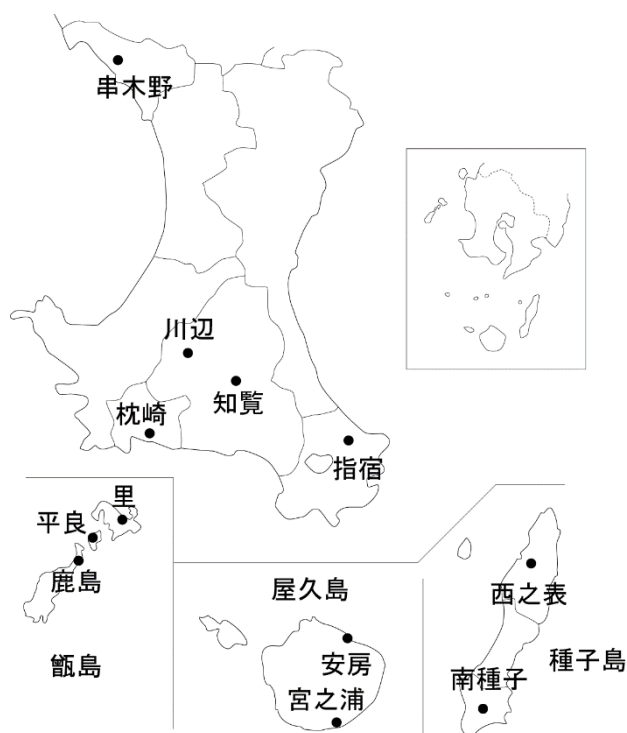 串木野
川辺
知覧
枕崎
指宿
里
平良
鹿島
甑島
屋久島
安房
宮之浦
西之表
種子島
南種子